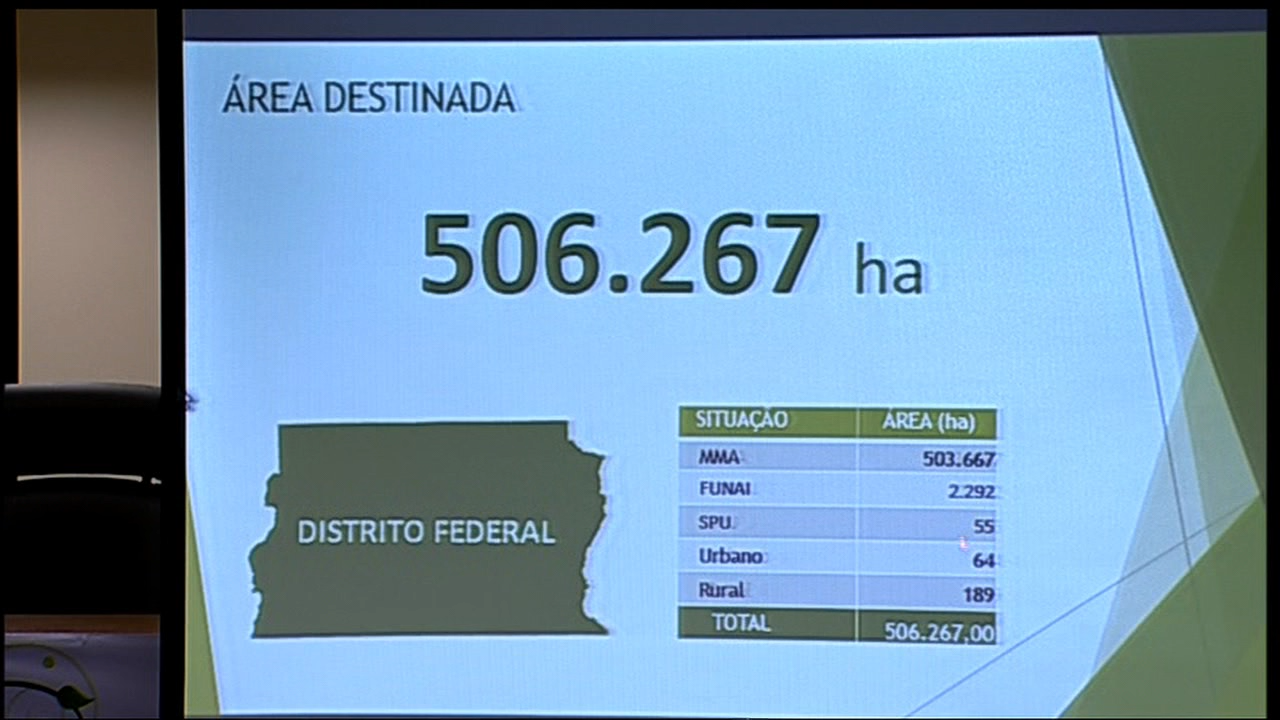 ÁREA DESTINADA
506.267 ha
DISTRITO FEDERAL
SITUAÇÃO ÁREA (ha)
MMA 503.667
FUNAI 2.292
SPU 55
Urbano 64
Rural 189
TOTAL 506.267,00